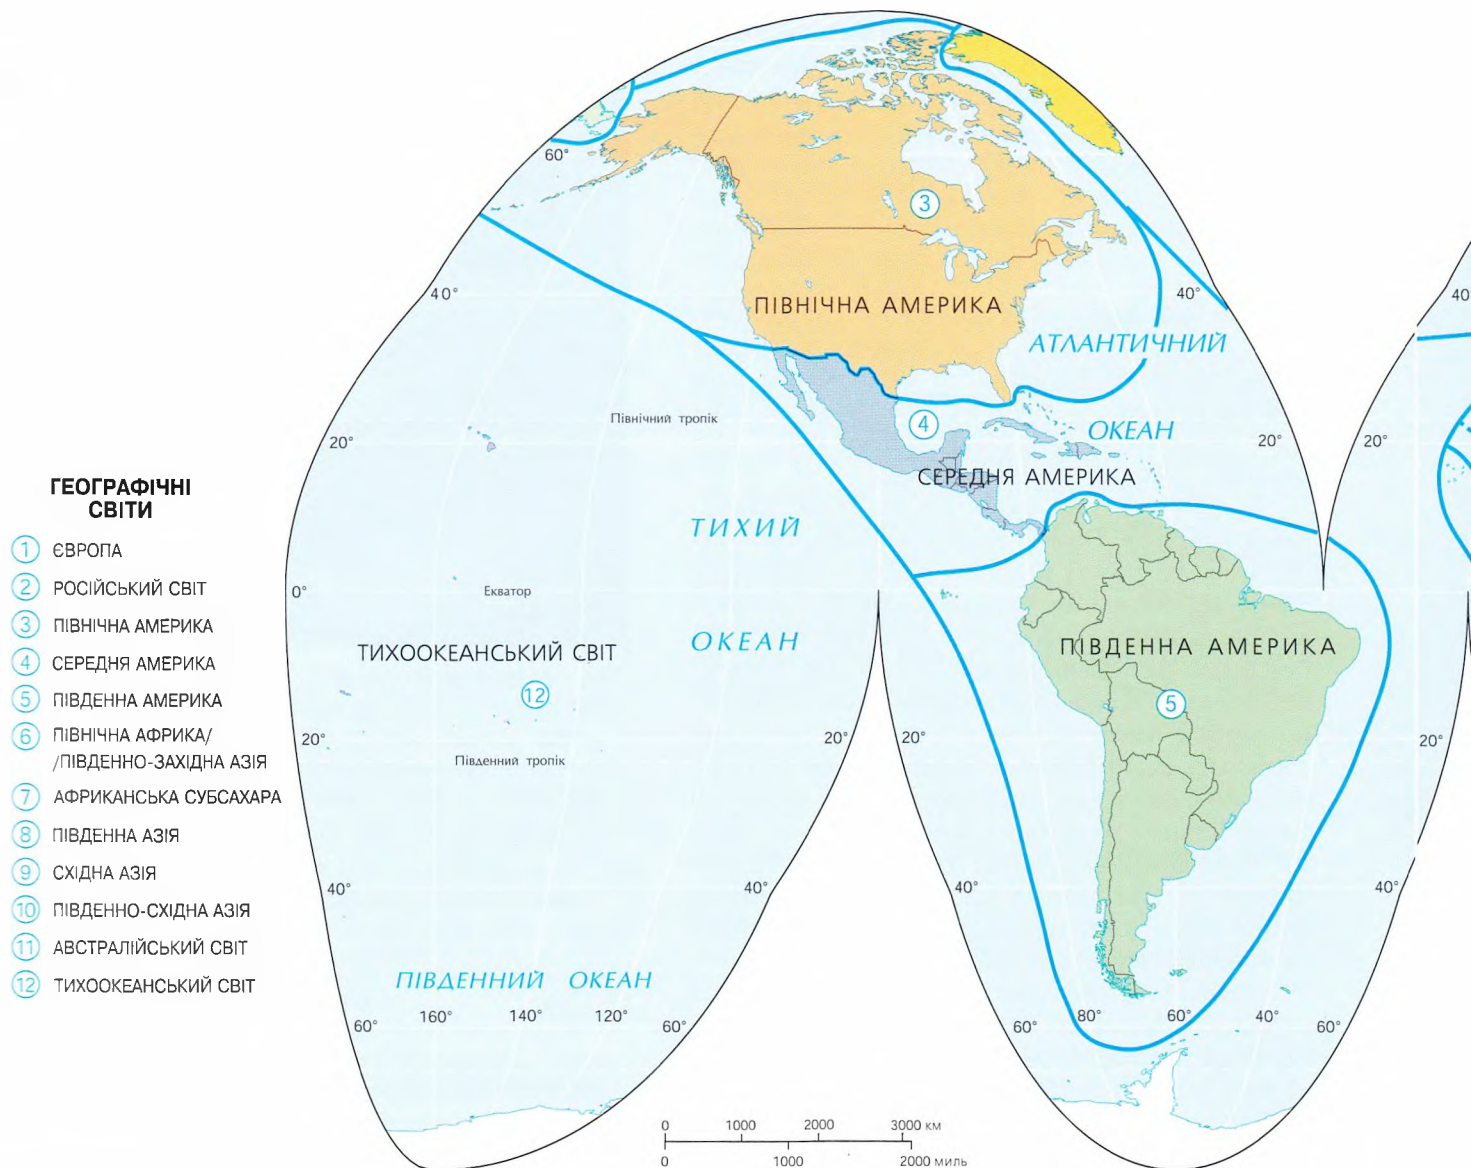 ГЕОГРАФІЧНІ
СВІТИ
1 ЄВРОПА
2 РОСІЙСЬКИЙ СВІТ
3 ПІВНІЧНА АМЕРИКА
4 СЕРЕДНЯ АМЕРИКА
5 ПІВДЕННА АМЕРИКА
6 ПІВНІЧНА АФРИКА/
/ПІВДЕННО-ЗАХІДНА АЗІЯ
7 АФРИКАНСЬКА СУБСАХАРА
8 ПІВДЕННА АЗІЯ
9 СХІДНА АЗІЯ
10 ПІВДЕННО-СХІДНА АЗІЯ
11 АВСТРАЛІЙСЬКИЙ СВІТ
12 ТИХООКЕАНСЬКИЙ СВІТ
60°
3
40° 40° 40
ПІВНІЧНА АМЕРИКА
АТЛАНТИЧНИЙ
Північний тропік
4
ОКЕАН
20° 20° 20°
СЕРЕДНЯ АМЕРИКА
ТИХИЙ
0°
Екватор
ОКЕАН
ТИХООКЕАНСЬКИЙ СВІТ
ПІВДЕННА АМЕРИКА
12
5
20° 20° 20° 20°
Південний тропік
40° 40° 40° 40°
ПІВДЕННИЙ ОКЕАН
60° 160° 140° 120° 60° 60° 80° 60° 40° 60°
0 1000 2000 3000 км
0 1000 2000 миль